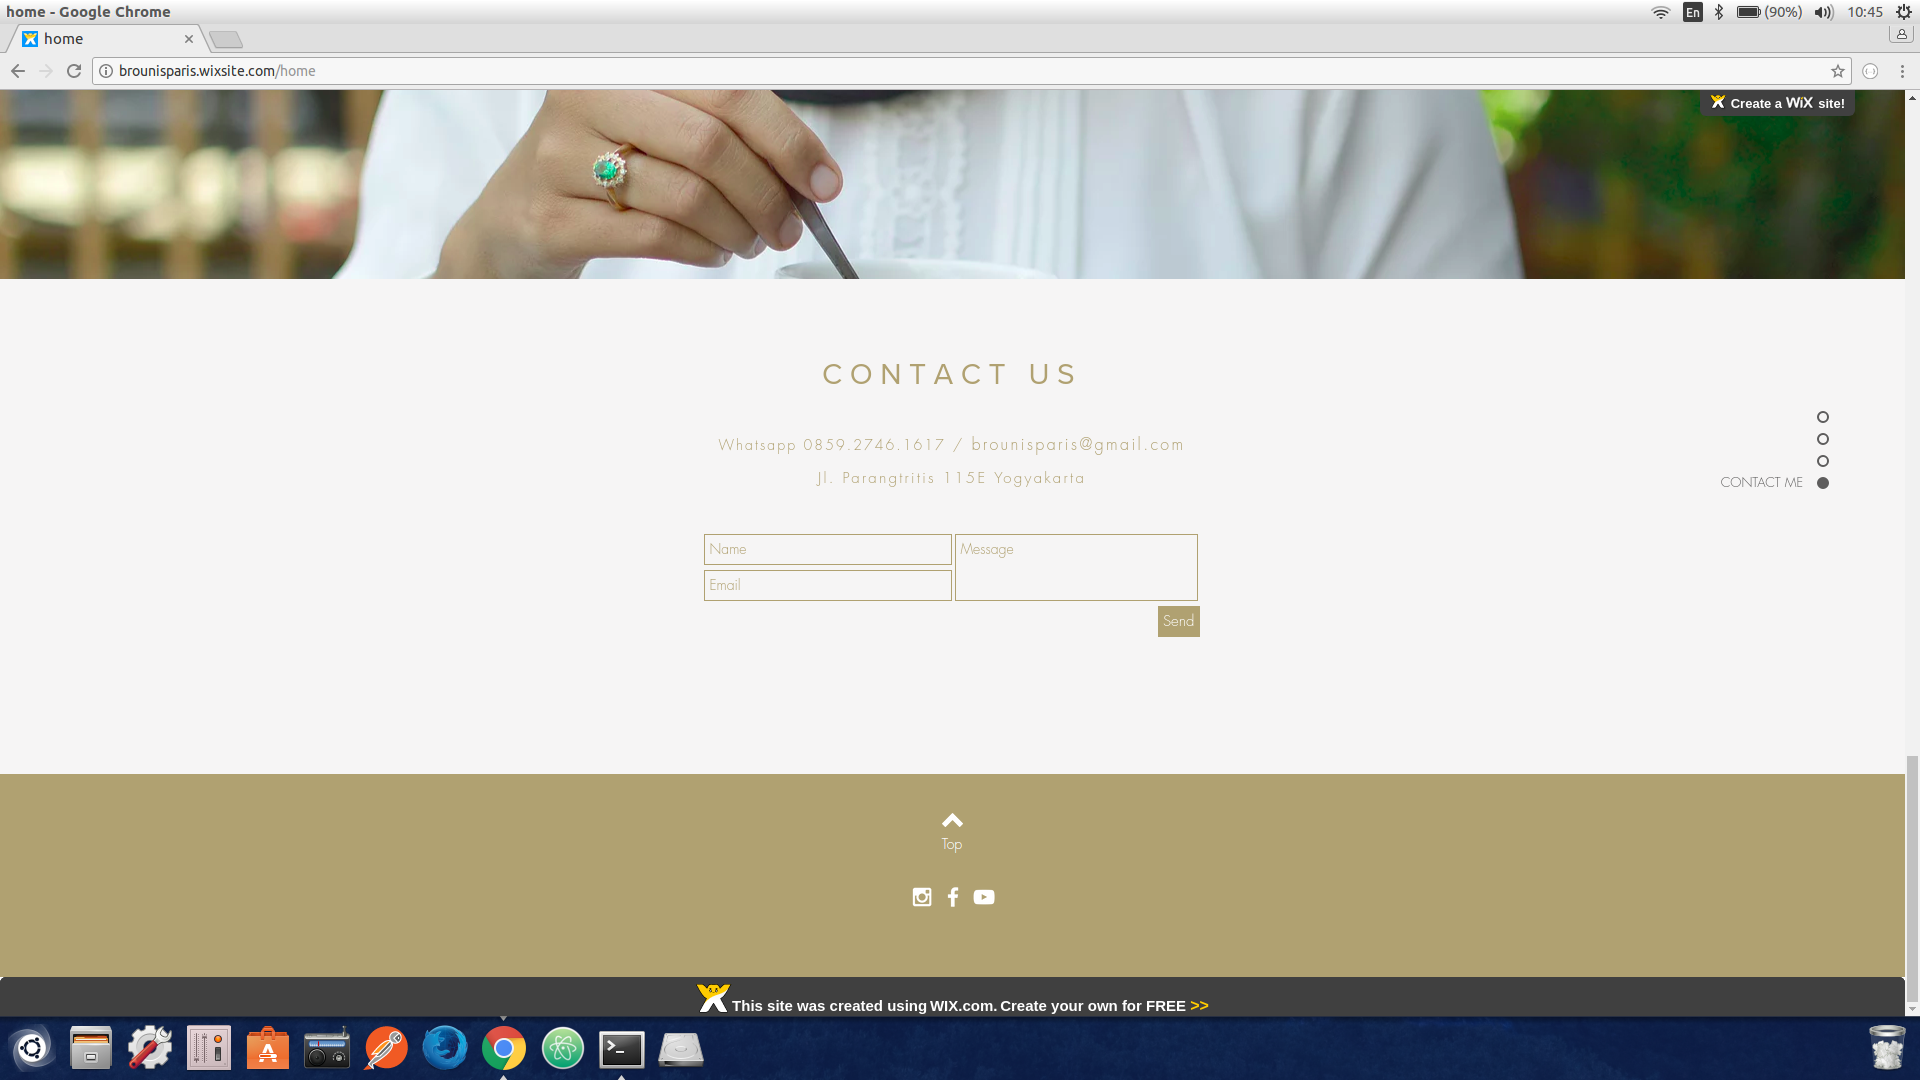 home - Google Chrome
En
(90%)
10:45
home
brounisparis.wixsite.com/home
Create a WiX site!
CONTACT US
Whatsapp 0859.2746.1617 / brounisparis@gmail.com
Jl. Parangtritis 115E Yogyakarta
CONTACT ME
Name
Message
Email
Send
Top
This site was created using WIX.com. Create your own for FREE >>